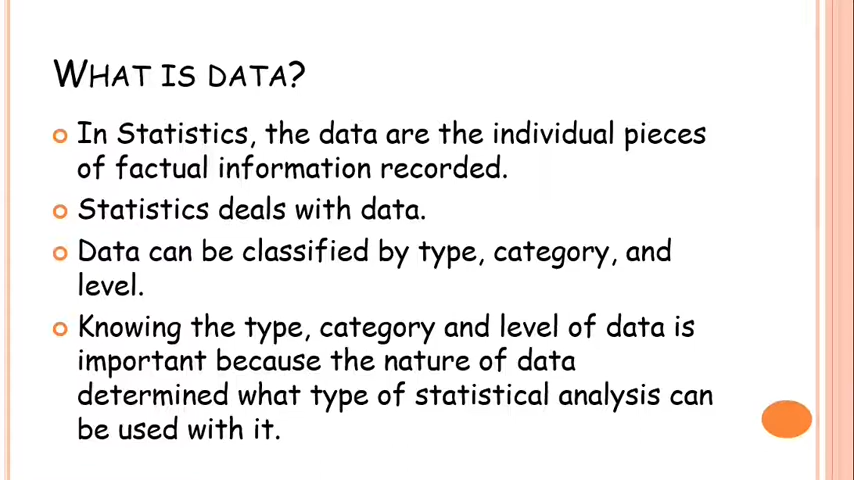 WHAT IS DATA?
In Statistics, the data are the individual pieces
of factual information recorded.
Statistics deals with data.
Data can be classified by type, category, and
level.
Knowing the type, category and level of data is
important because the nature of data
determined what type of statistical analysis can
be used with it.